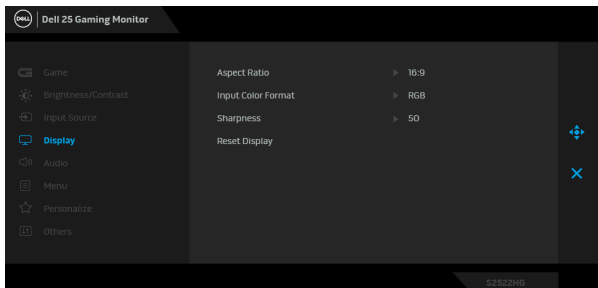 DELL
Dell 25 Gaming Monitor
Game
Brightness/Contrast
Input Source
Display
Audio
Menu
Personalize
Others
Aspect Ratio 16:9
Input Color Format RGB
Sharpness 50
Reset Display
S2522HG